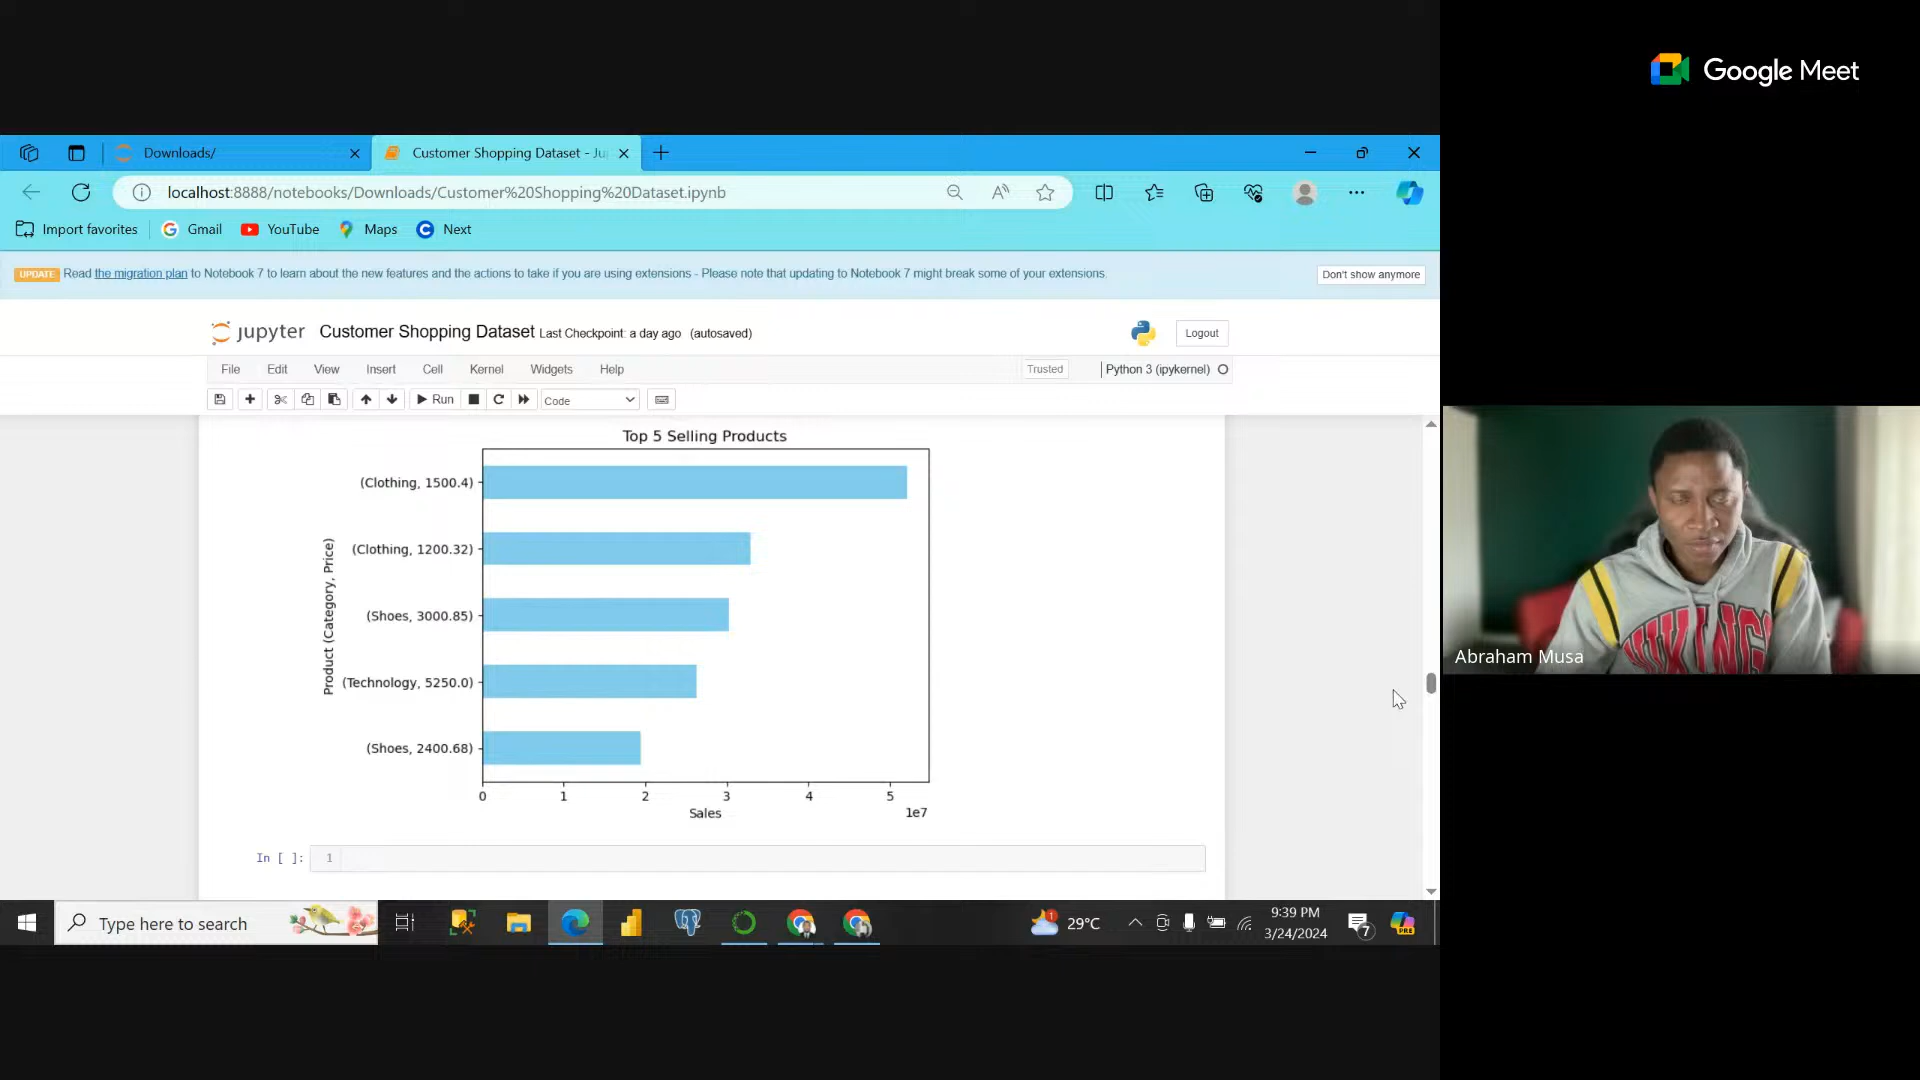 Google Meet
Downloads/
Customer Shopping Dataset - Ju
localhost:8888/notebooks/Downloads/Customer%20Shopping%20Dataset.ipynb
Import favorites
Gmail
YouTube
Maps
Next
UPDATE Read the migration plan to Notebook 7 to learn about the new features and the actions to take if you are using extensions - Please note that updating to Notebook 7 might break some of your extensions.
Don't show anymore
jupyter Customer Shopping Dataset Last Checkpoint: a day ago (autosaved)
Logout
File Edit View Insert Cell Kernel Widgets Help
Trusted
Python 3 (ipykernel)
Run
Code
Top 5 Selling Products
(Clothing, 1500.4)
(Clothing, 1200.32)
(Shoes, 3000.85)
(Technology, 5250.0)
(Shoes, 2400.68)
Product (Category, Price)
0 1 2 3 4 5
1e7
Sales
In [ ]:
1
Abraham Musa
Type here to search
1
29°C
9:39 PM
3/24/2024
7
PRE